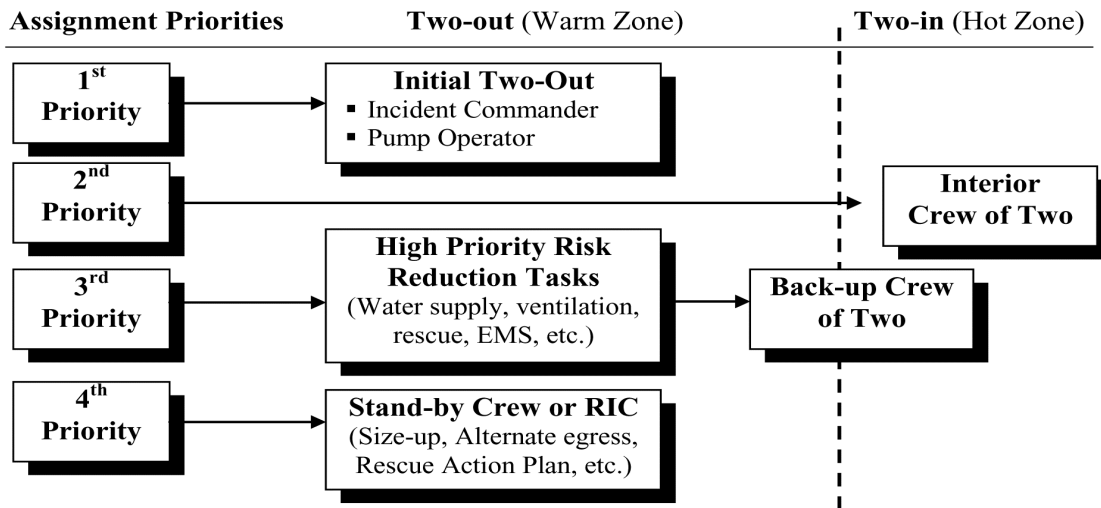 Assignment Priorities
Two-out (Warm Zone)
Two-in (Hot Zone)
1st
Priority
Initial Two-Out
▪ Incident Commander
▪ Pump Operator
2nd
Priority
Interior
Crew of Two
3rd
Priority
High Priority Risk
Reduction Tasks
(Water supply, ventilation,
rescue, EMS, etc.)
Back-up Crew
of Two
4th
Priority
Stand-by Crew or RIC
(Size-up, Alternate egress,
Rescue Action Plan, etc.)